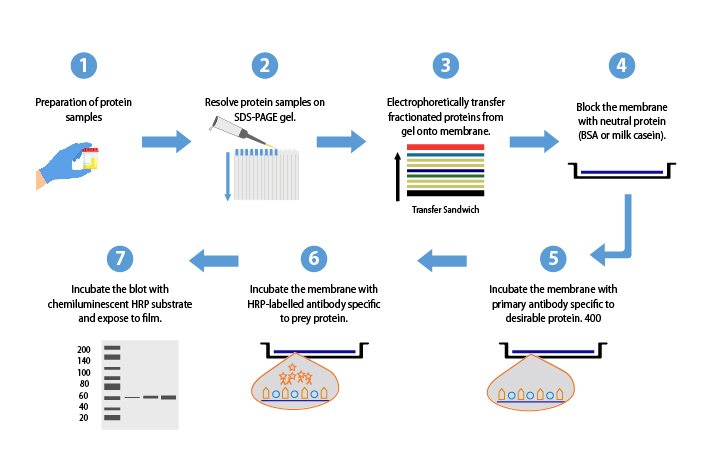 1
Preparation of protein
samples
2
Resolve protein samples on
SDS-PAGE gel.
3
Electrophoretically transfer
fractionated proteins from
gel onto membrane.
Transfer Sandwich
4
Block the membrane
with neutral protein
(BSA or milk casein).
5
Incubate the membrane with
primary antibody specific to
desirable protein. 400
6
Incubate the membrane with
HRP-labelled antibody specific
to prey protein.
7
Incubate the blot with
chemiluminescent HRP substrate
and expose to film.
200
140
100
80
60
40
20